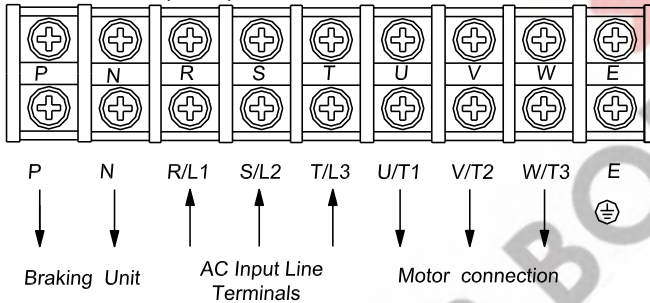 P N R S T U V W E
P N R/L1 S/L2 T/L3 U/T1 V/T2 W/T3 E
Braking Unit AC Input Line Motor connection
Terminals